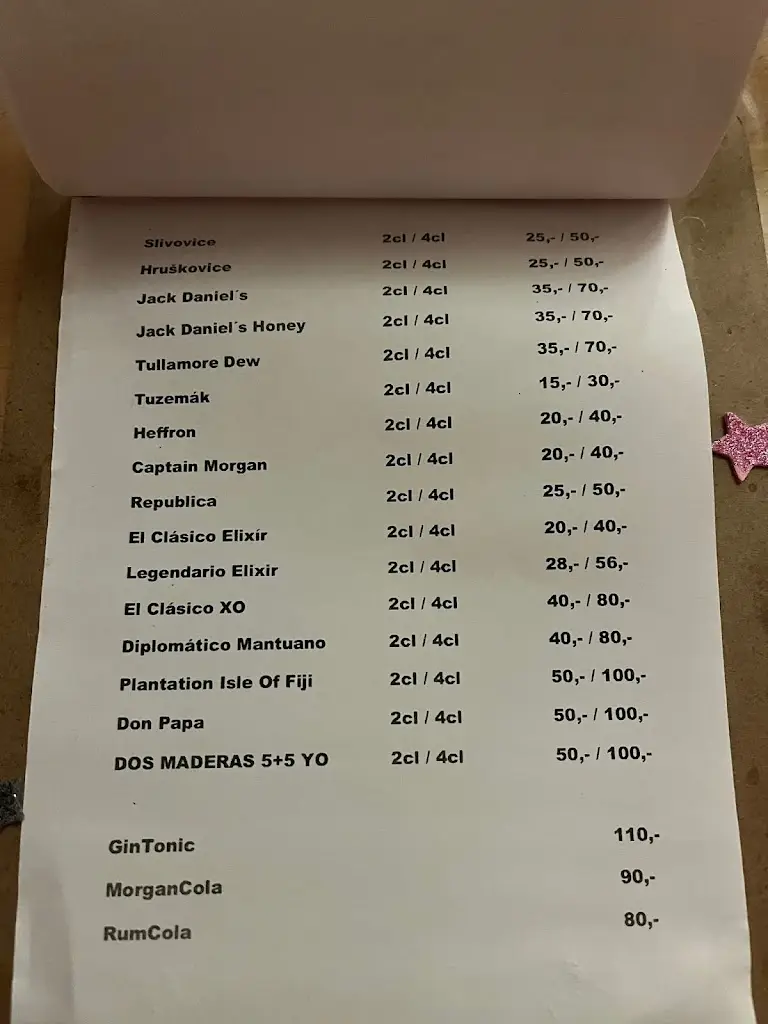 Slivovice 2cl / 4cl 25,- / 50,-
Hruškovice 2cl / 4cl 25,- / 50,-
Jack Daniel´s 2cl / 4cl 35,- / 70,-
Jack Daniel´s Honey 2cl / 4cl 35,- / 70,-
Tullamore Dew 2cl / 4cl 35,- / 70,-
Tuzemák 2cl / 4cl 15,- / 30,-
Heffron 2cl / 4cl 20,- / 40,-
Captain Morgan 2cl / 4cl 20,- / 40,-
Republica 2cl / 4cl 25,- / 50,-
El Clásico Elixír 2cl / 4cl 20,- / 40,-
Legendario Elixir 2cl / 4cl 28,- / 56,-
El Clásico XO 2cl / 4cl 40,- / 80,-
Diplomático Mantuano 2cl / 4cl 40,- / 80,-
Plantation Isle Of Fiji 2cl / 4cl 50,- / 100,-
Don Papa 2cl / 4cl 50,- / 100,-
DOS MADERAS 5+5 YO 2cl / 4cl 50,- / 100,-
GinTonic 110,-
MorganCola 90,-
RumCola 80,-